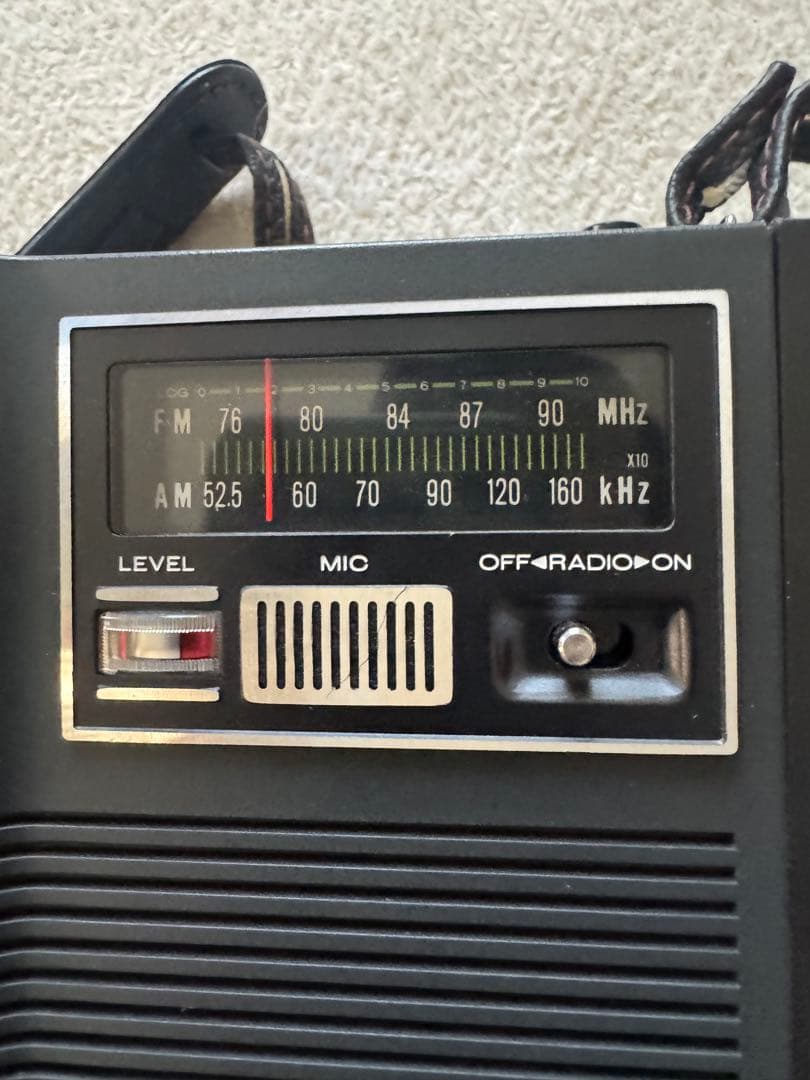 LOG 0 1 2 3 4 5 6 7 8 9 10
FM 76 80 84 87 90 MHz
X10
AM 52.5 60 70 90 120 160 kHz
LEVEL MIC OFF◀RADIO▶ON